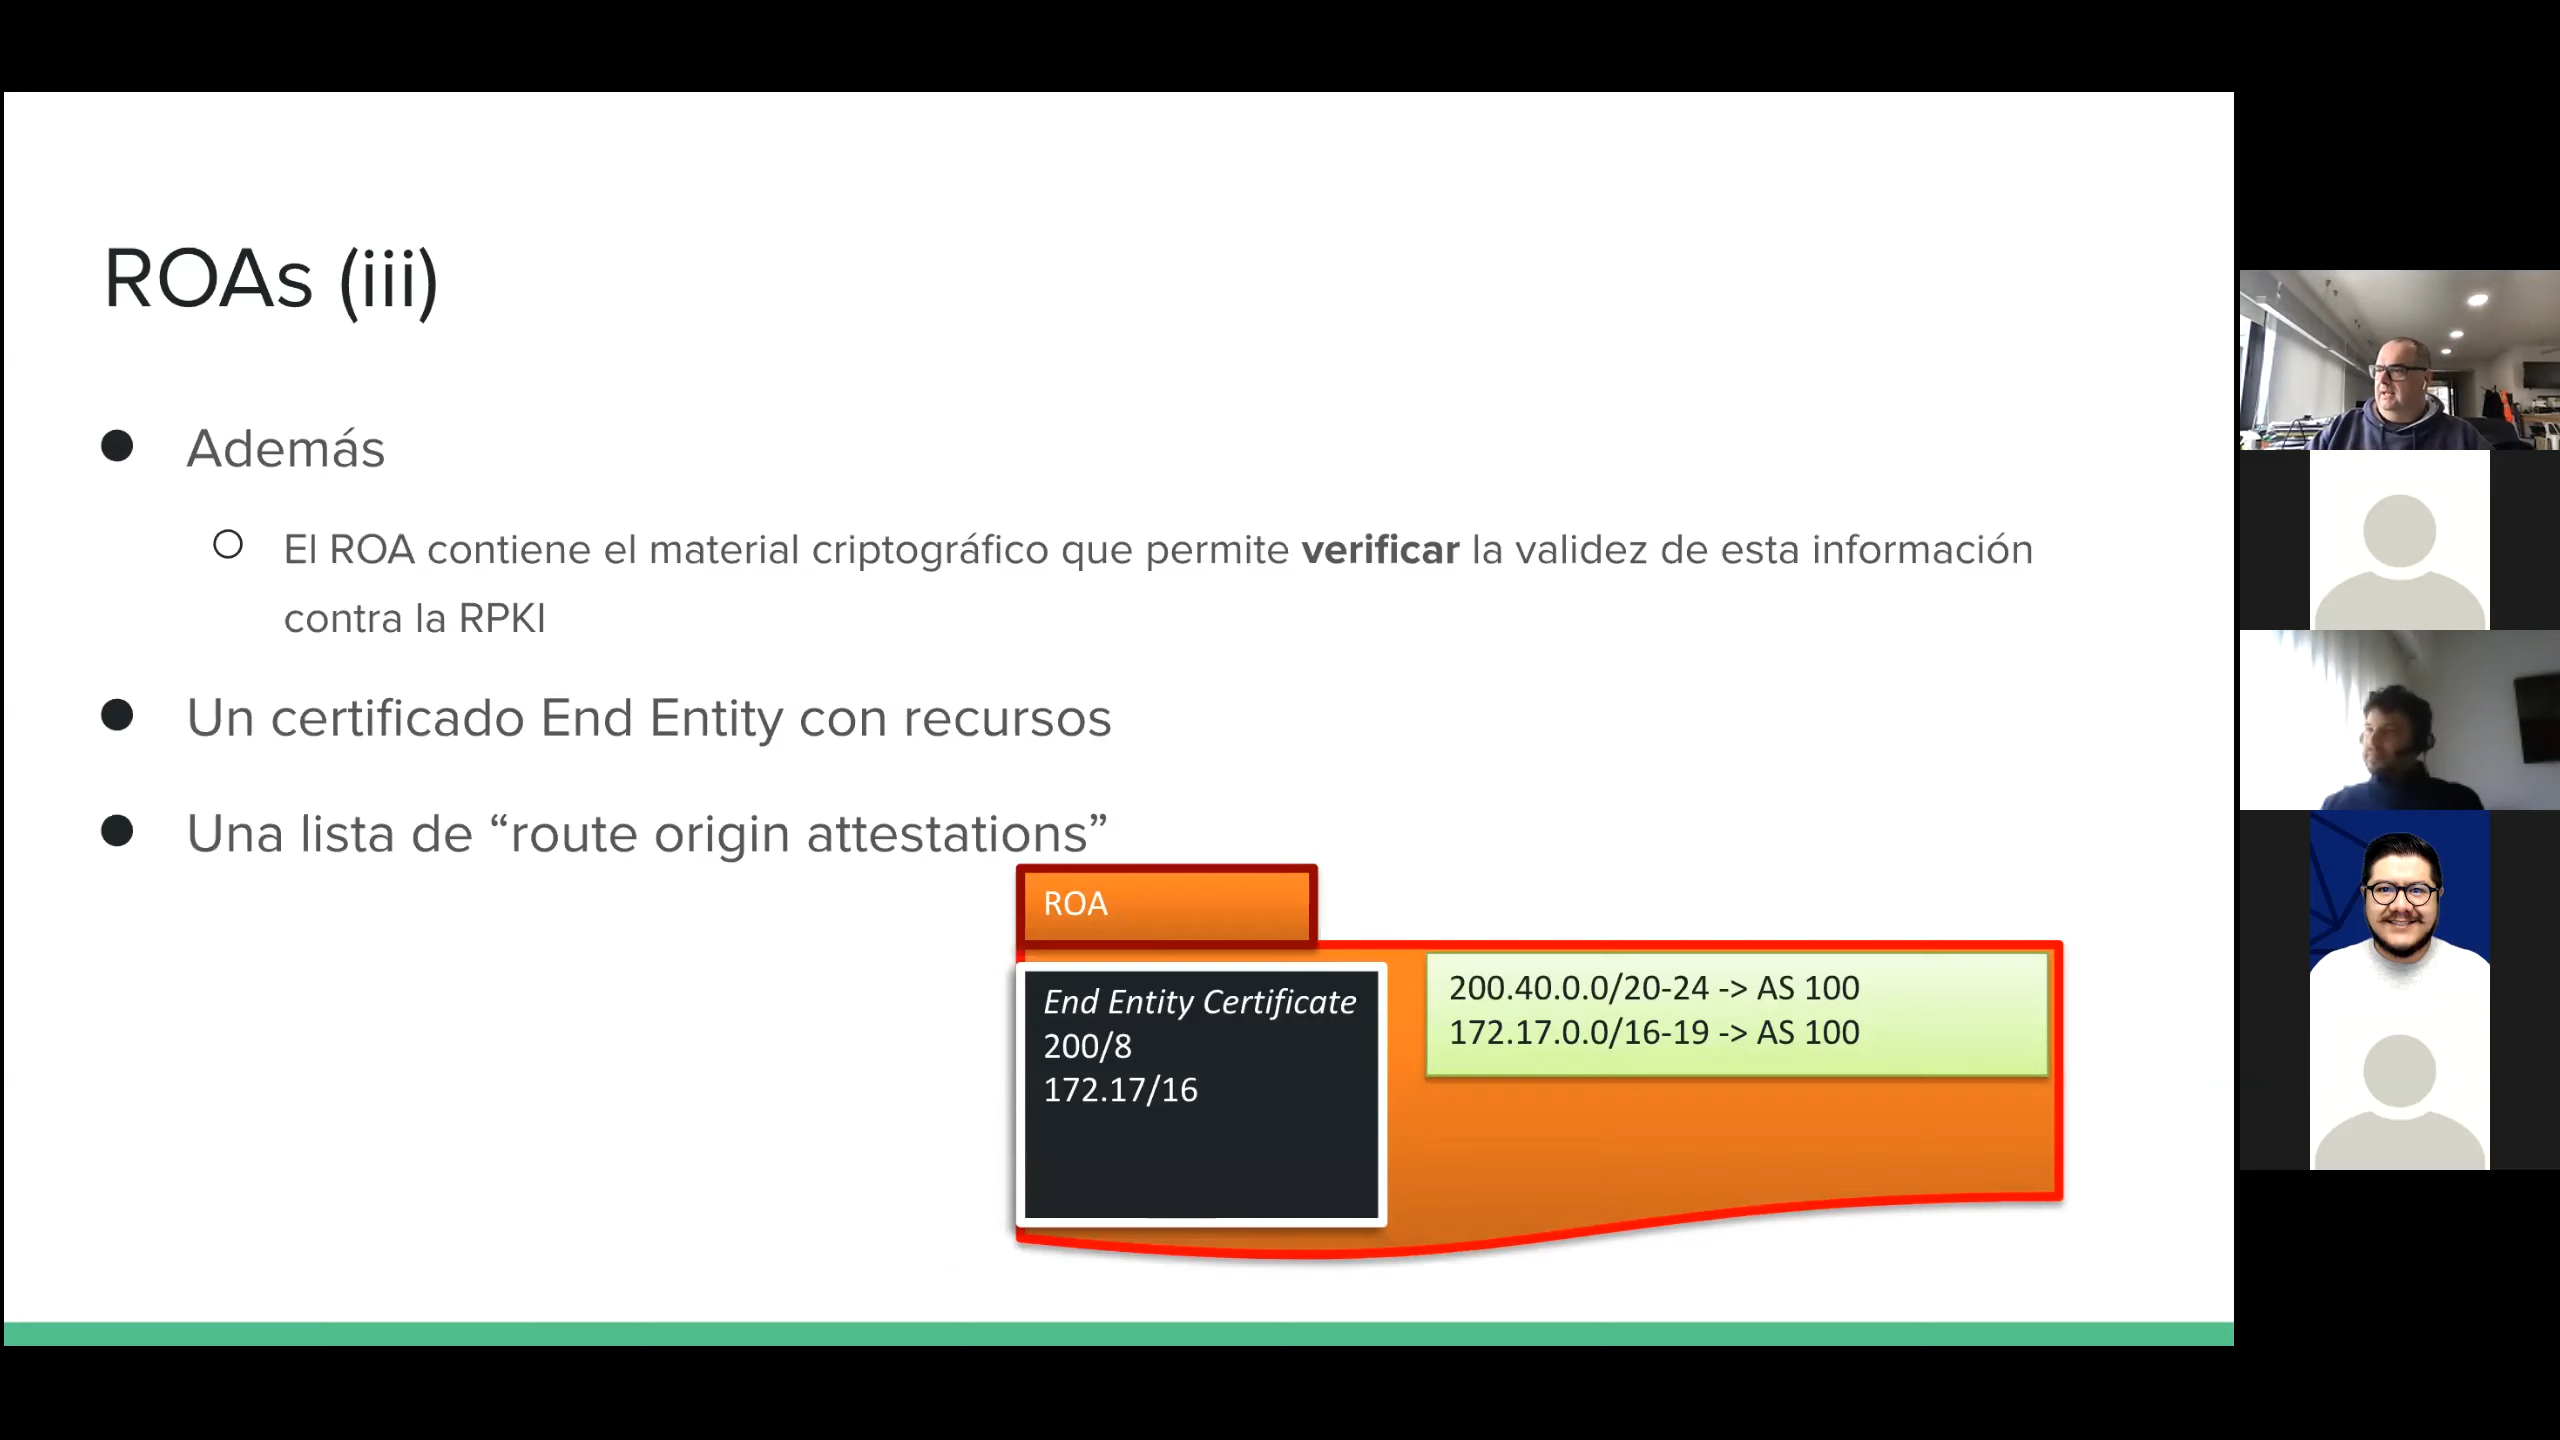 ROAs (iii)
● Además
○ El ROA contiene el material criptográfico que permite verificar la validez de esta información
contra la RPKI
● Un certificado End Entity con recursos
● Una lista de “route origin attestations”
ROA
End Entity Certificate
200/8
172.17/16
200.40.0.0/20-24 -> AS 100
172.17.0.0/16-19 -> AS 100